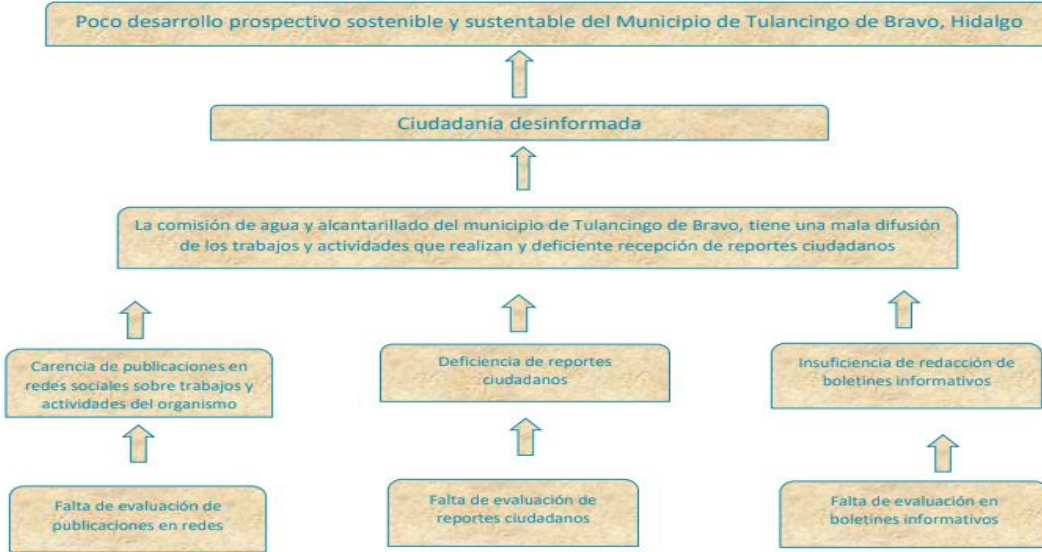 Poco desarrollo prospectivo sostenible y sustentable del Municipio de Tulancingo de Bravo, Hidalgo
Ciudadanía desinformada
La comisión de agua y alcantarillado del municipio de Tulancingo de Bravo, tiene una mala difusión
de los trabajos y actividades que realizan y deficiente recepción de reportes ciudadanos
Carencia de publicaciones en
redes sociales sobre trabajos y
actividades del organismo
Deficiencia de reportes
ciudadanos
Insuficiencia de redacción de
boletines informativos
Falta de evaluación de
publicaciones en redes
Falta de evaluación de
reportes ciudadanos
Falta de evaluación en
boletines informativos